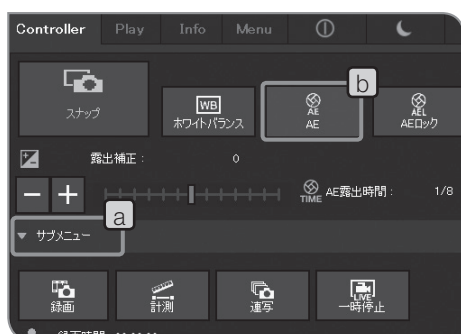 Controller Play Info Menu
b
スナップ
WB
ホワイトバランス
AE
AE
AEL
AEロック
露出補正： 0
TIME AE露出時間： 1/8
a
サブメニュー
録画
計測
連写
LIVE
一時停止